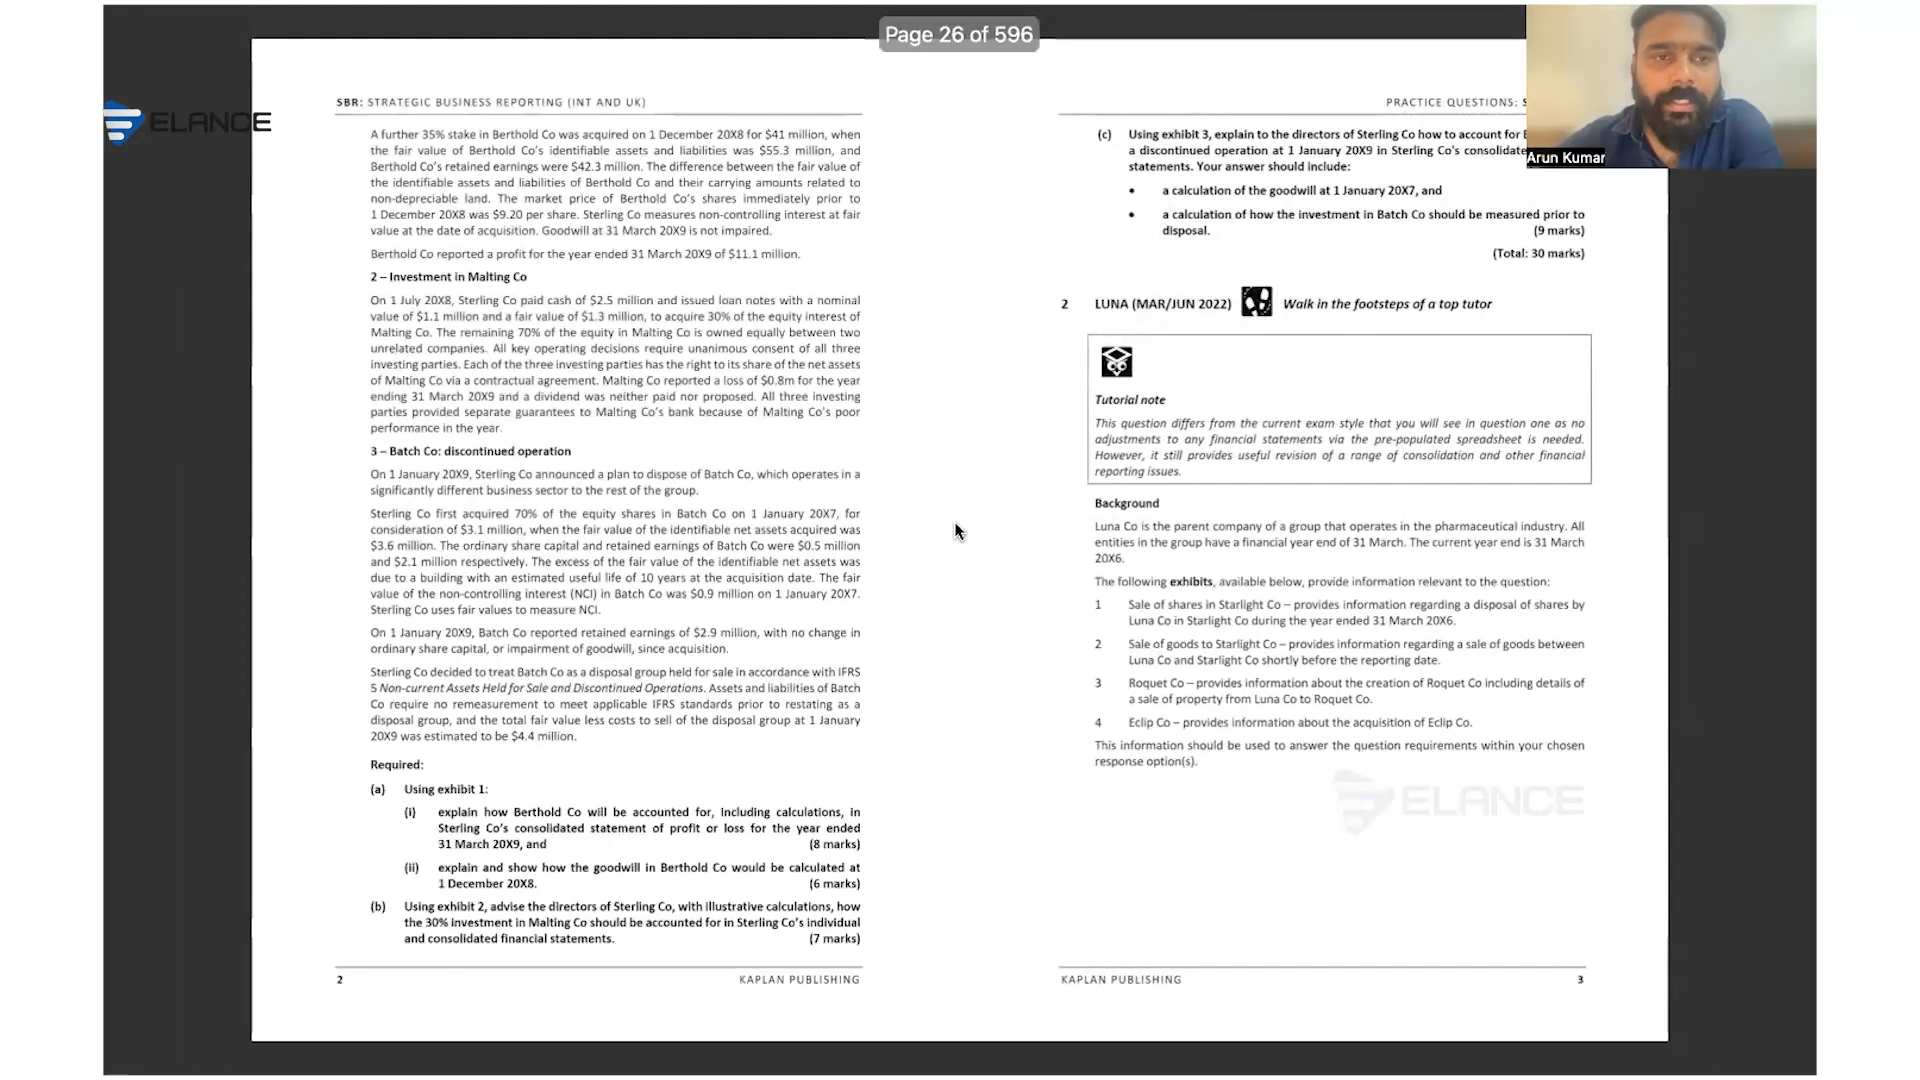 Page 26 of 596
ELANCE
Arun Kumar
SBR: STRATEGIC BUSINESS REPORTING (INT AND UK)
A further 35% stake in Berthold Co was acquired on 1 December 20X8 for $41 million, when
the fair value of Berthold Co's identifiable assets and liabilities was $55.3 million, and
Berthold Co's retained earnings were $42.3 million. The difference between the fair value of
the identifiable assets and liabilities of Berthold Co and their carrying amounts related to
non-depreciable land. The market price of Berthold Co's shares immediately prior to
1 December 20X8 was $9.20 per share. Sterling Co measures non-controlling interest at fair
value at the date of acquisition. Goodwill at 31 March 20X9 is not impaired.
Berthold Co reported a profit for the year ended 31 March 20X9 of $11.1 million.
2 – Investment in Malting Co
On 1 July 20X8, Sterling Co paid cash of $2.5 million and issued loan notes with a nominal
value of $1.1 million and a fair value of $1.3 million, to acquire 30% of the equity interest of
Malting Co. The remaining 70% of the equity in Malting Co is owned equally between two
unrelated companies. All key operating decisions require unanimous consent of all three
investing parties. Each of the three investing parties has the right to its share of the net assets
of Malting Co via a contractual agreement. Malting Co reported a loss of $0.8m for the year
ending 31 March 20X9 and a dividend was neither paid nor proposed. All three investing
parties provided separate guarantees to Malting Co's bank because of Malting Co's poor
performance in the year.
3 – Batch Co: discontinued operation
On 1 January 20X9, Sterling Co announced a plan to dispose of Batch Co, which operates in a
significantly different business sector to the rest of the group.
Sterling Co first acquired 70% of the equity shares in Batch Co on 1 January 20X7, for
consideration of $3.1 million, when the fair value of the identifiable net assets acquired was
$3.6 million. The ordinary share capital and retained earnings of Batch Co were $0.5 million
and $2.1 million respectively. The excess of the fair value of the identifiable net assets was
due to a building with an estimated useful life of 10 years at the acquisition date. The fair
value of the non-controlling interest (NCI) in Batch Co was $0.9 million on 1 January 20X7.
Sterling Co uses fair values to measure NCI.
On 1 January 20X9, Batch Co reported retained earnings of $2.9 million, with no change in
ordinary share capital, or impairment of goodwill, since acquisition.
Sterling Co decided to treat Batch Co as a disposal group held for sale in accordance with IFRS
5 Non-current Assets Held for Sale and Discontinued Operations. Assets and liabilities of Batch
Co require no remeasurement to meet applicable IFRS standards prior to restating as a
disposal group, and the total fair value less costs to sell of the disposal group at 1 January
20X9 was estimated to be $4.4 million.
Required:
(a) Using exhibit 1:
(i) explain how Berthold Co will be accounted for, including calculations, in
Sterling Co's consolidated statement of profit or loss for the year ended
31 March 20X9, and (8 marks)
(ii) explain and show how the goodwill in Berthold Co would be calculated at
1 December 20X8. (6 marks)
(b) Using exhibit 2, advise the directors of Sterling Co, with illustrative calculations, how
the 30% investment in Malting Co should be accounted for in Sterling Co's individual
and consolidated financial statements. (7 marks)
2 KAPLAN PUBLISHING
PRACTICE QUESTIONS:
(c) Using exhibit 3, explain to the directors of Sterling Co how to account for
a discontinued operation at 1 January 20X9 in Sterling Co's
statements. Your answer should include:
• a calculation of the goodwill at 1 January 20X7, and
• a calculation of how the investment in Batch Co should be measured prior to
disposal. (9 marks)
(Total: 30 marks)
2 LUNA (MAR/JUN 2022) Walk in the footsteps of a top tutor
Tutorial note
This question differs from the current exam style that you will see in question one as no
adjustments to any financial statements via the pre-populated spreadsheet is needed.
However, it still provides useful revision of a range of consolidation and other financial
reporting issues.
Background
Luna Co is the parent company of a group that operates in the pharmaceutical industry. All
entities in the group have a financial year end of 31 March. The current year end is 31 March
20X6.
The following exhibits, available below, provide information relevant to the question:
1 Sale of shares in Starlight Co – provides information regarding a disposal of shares by
Luna Co in Starlight Co during the year ended 31 March 20X6.
2 Sale of goods to Starlight Co – provides information regarding a sale of goods between
Luna Co and Starlight Co shortly before the reporting date.
3 Roquet Co – provides information about the creation of Roquet Co including details of
a sale of property from Luna Co to Roquet Co.
4 Eclip Co – provides information about the acquisition of Eclip Co.
This information should be used to answer the question requirements within your chosen
response option(s).
ELANCE
KAPLAN PUBLISHING 3